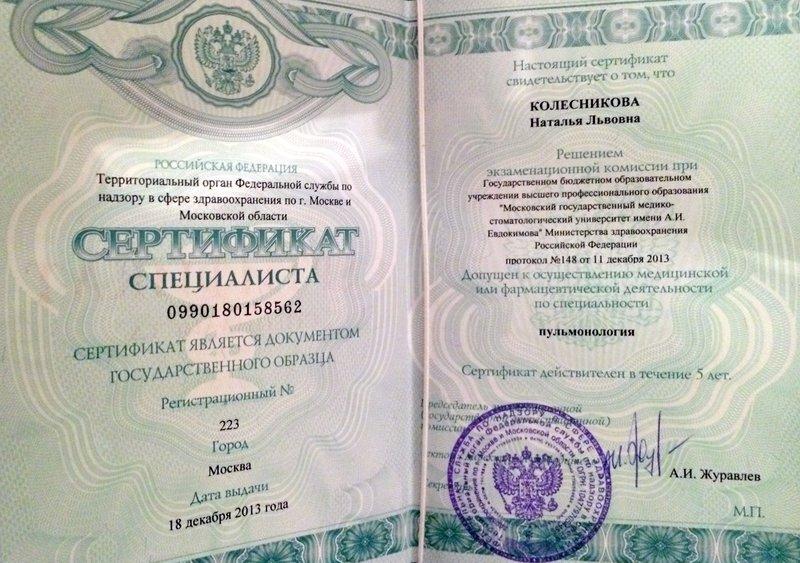 РОССИЙСКАЯ ФЕДЕРАЦИЯ
Территориальный орган Федеральной службы по
надзору в сфере здравоохранения по г. Москве и
Московской области
СЕРТИФИКАТ
СПЕЦИАЛИСТА
0990180158562
СЕРТИФИКАТ ЯВЛЯЕТСЯ ДОКУМЕНТОМ
ГОСУДАРСТВЕННОГО ОБРАЗЦА
Регистрационный №
223
Город
Москва
Дата выдачи
18 декабря 2013 года
Настоящий сертификат
свидетельствует о том, что
КОЛЕСНИКОВА
Наталья Львовна
Решением
экзаменационной комиссии при
Государственном бюджетном образовательном
учреждении высшего профессионального образования
"Московский государственный медико-
стоматологический университет имени А.И.
Евдокимова" Министерства здравоохранения
Российской Федерации
протокол №148 от 11 декабря 2013
Допущен к осуществлению медицинской
или фармацевтической деятельности
по специальности
пульмонология
Сертификат действителен в течение 5 лет.
А.И. Журавлев
М.П.